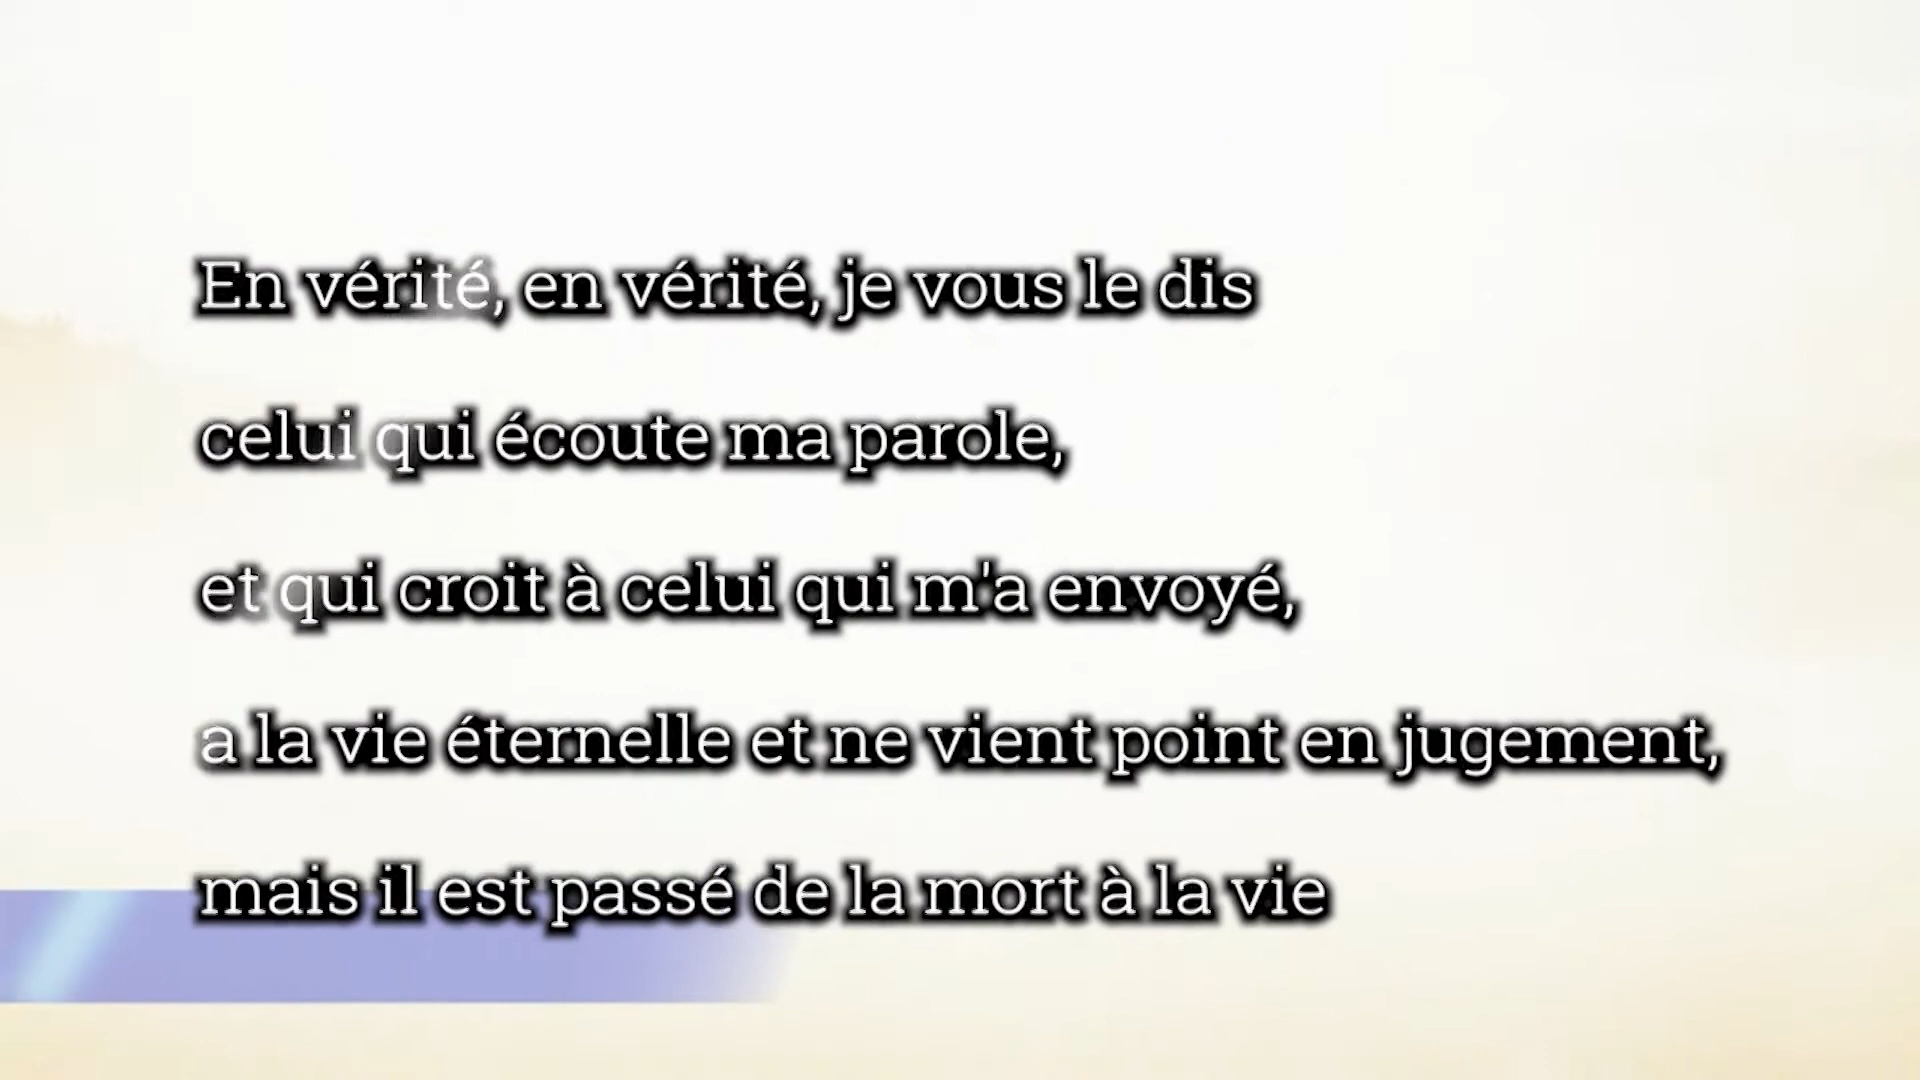 En vérité, en vérité, je vous le dis
celui qui écoute ma parole,
et qui croit à celui qui m'a envoyé,
a la vie éternelle et ne vient point en jugement,
mais il est passé de la mort à la vie